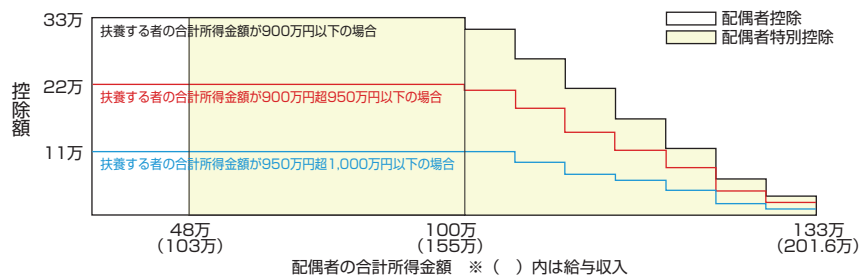 33万
22万
11万
控除額
扶養する者の合計所得金額が900万円以下の場合
扶養する者の合計所得金額が900万円超950万円以下の場合
扶養する者の合計所得金額が950万円超1,000万円以下の場合
配偶者控除
配偶者特別控除
48万
(103万)
100万
(155万)
133万
(201.6万)
配偶者の合計所得金額　※（　）内は給与収入